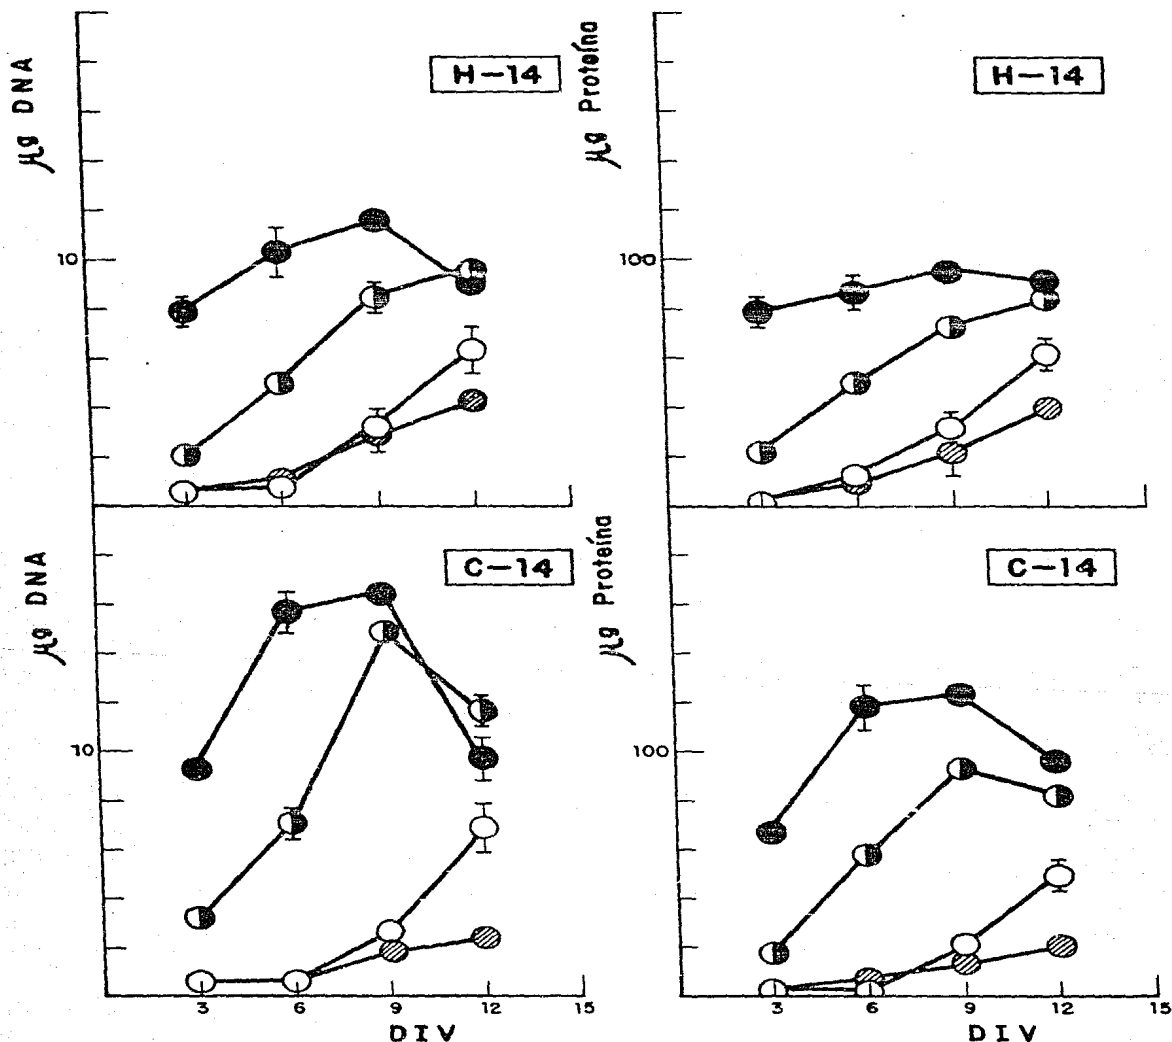 µg DNA
H-14
10
µg Proteína
H-14
100
µg DNA
C-14
10
3 6 9 12 15
DIV
µg Proteína
C-14
100
3 6 9 12 15
DIV